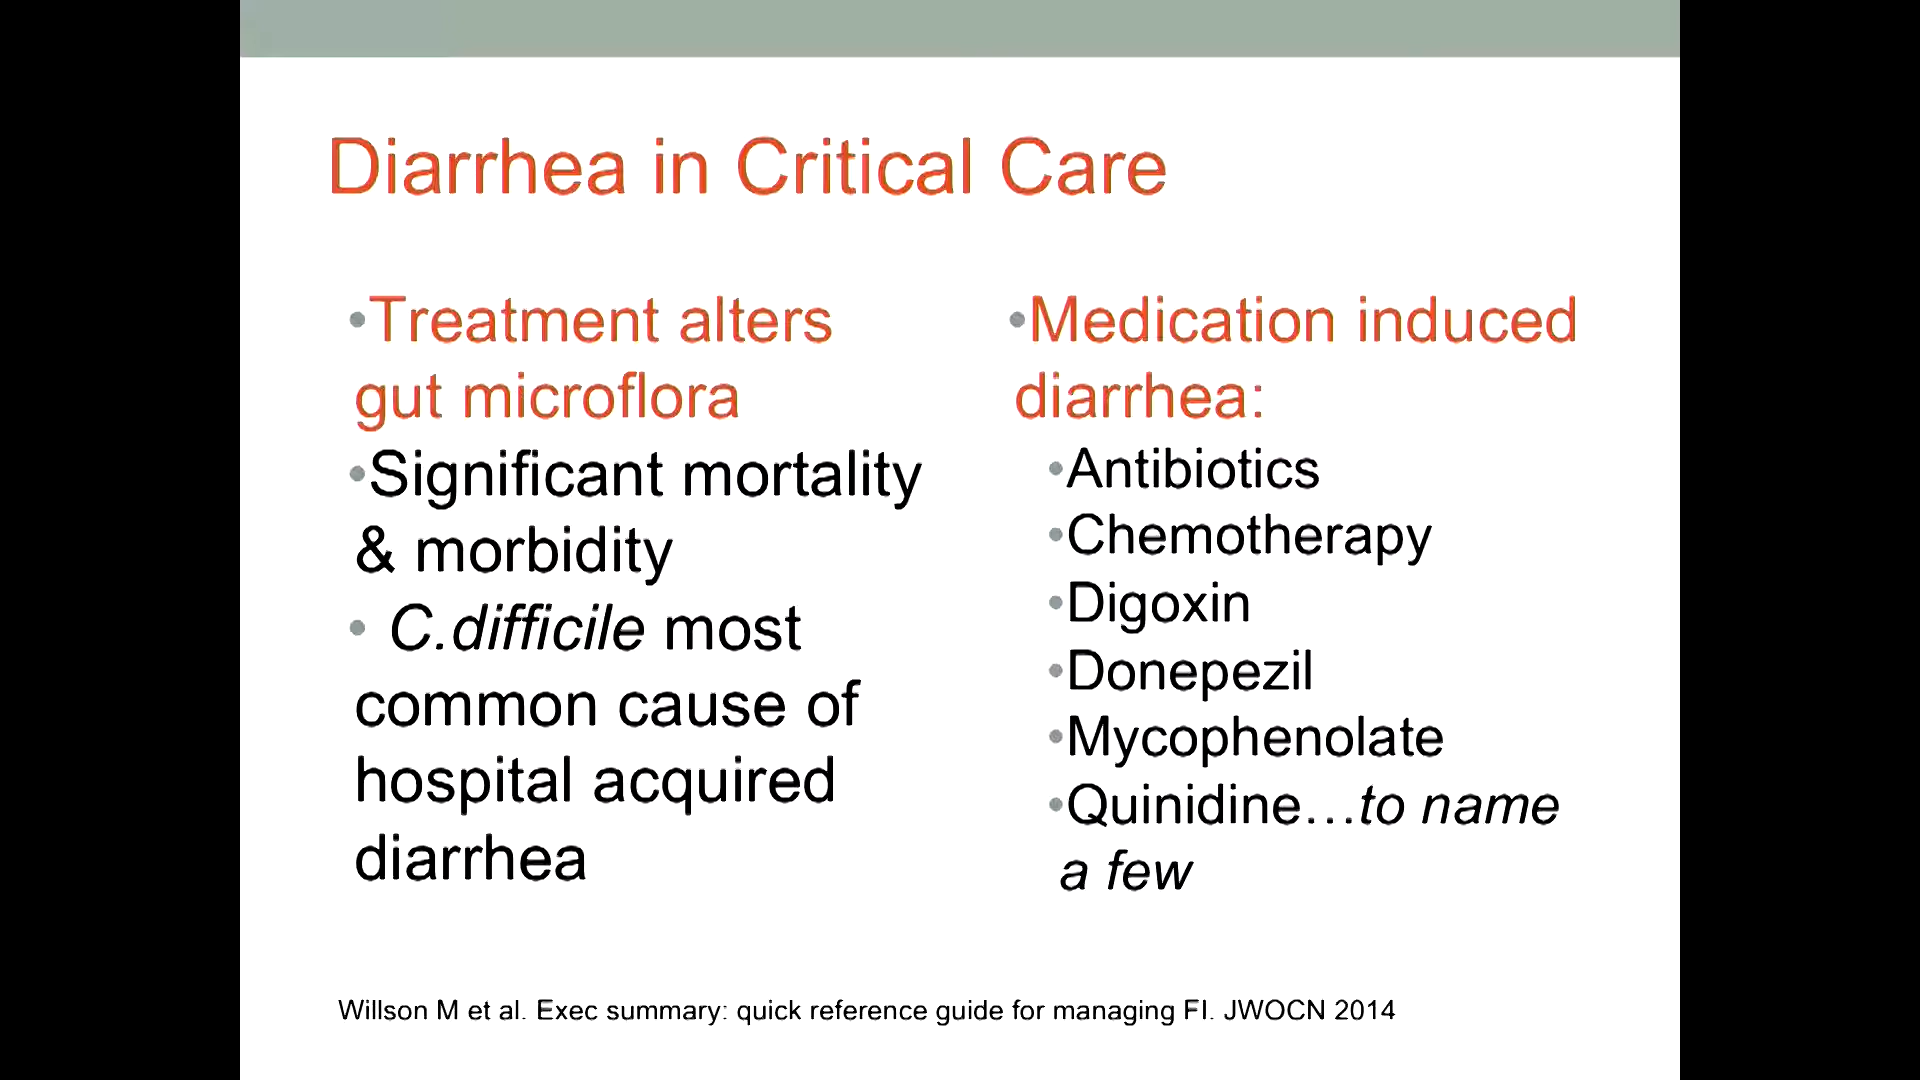 Diarrhea in Critical Care
•Treatment alters
gut microflora
•Significant mortality
& morbidity
• C.difficile most
common cause of
hospital acquired
diarrhea
•Medication induced
diarrhea:
•Antibiotics
•Chemotherapy
•Digoxin
•Donepezil
•Mycophenolate
•Quinidine…to name
a few
Willson M et al. Exec summary: quick reference guide for managing FI. JWOCN 2014